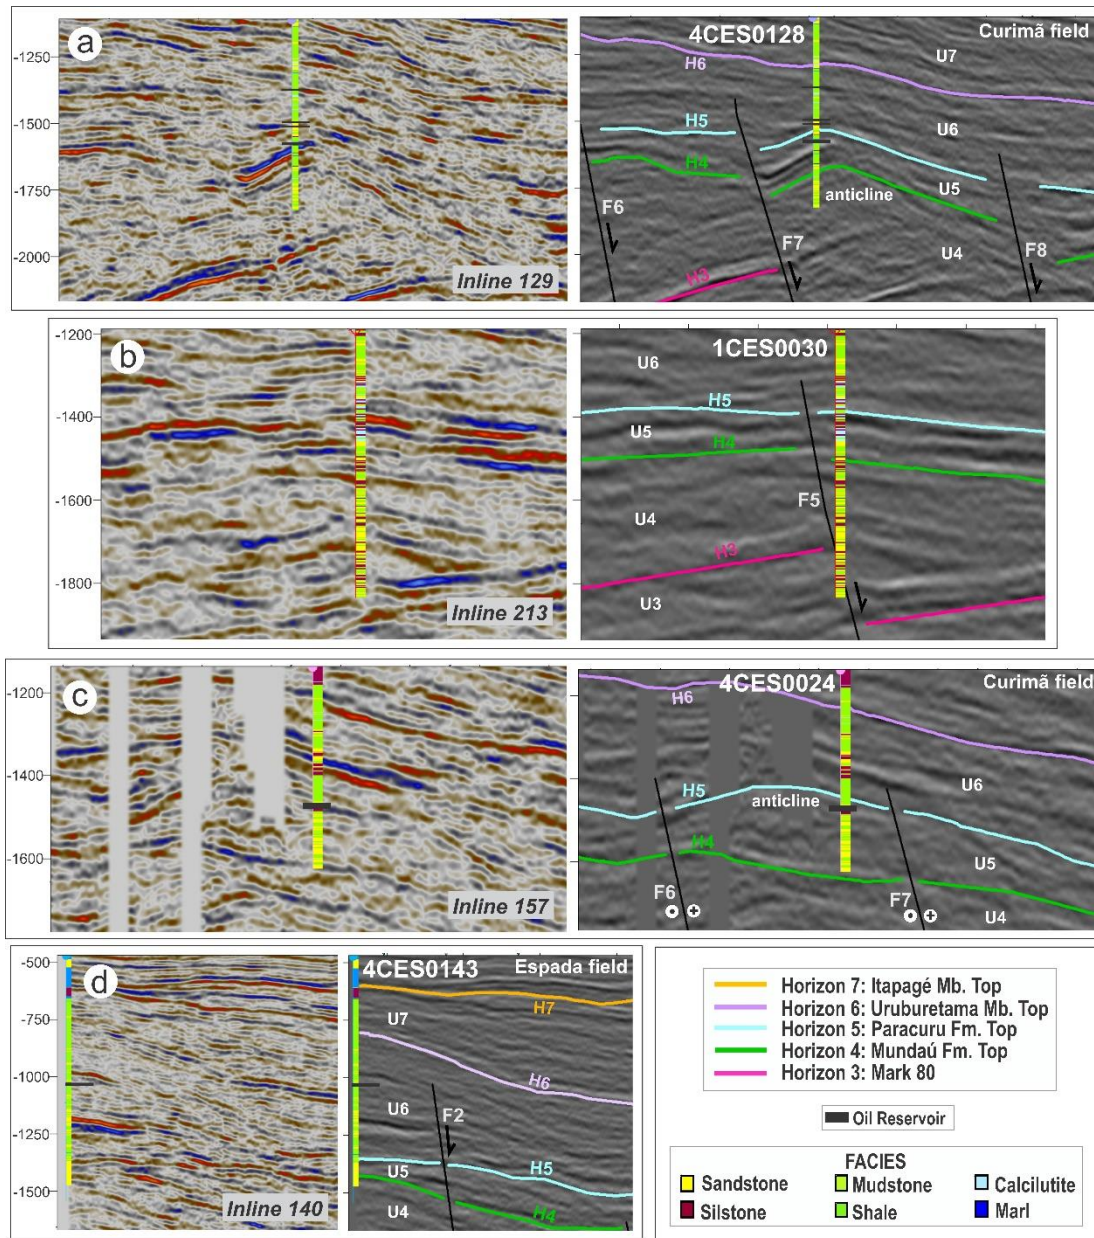 a
-1250
-1500
-1750
-2000
Inline 129
4CES0128
Curimã field
H6
U7
H5
U6
H4
anticline
U5
F6
F7
U4
F8
H3
b
-1200
-1400
-1600
-1800
Inline 213
1CES0030
U6
H5
U5
H4
F5
U4
H3
U3
c
-1200
-1400
-1600
Inline 157
4CES0024
Curimã field
H6
U6
H5
anticline
H4
U5
F6
F7
U4
d
-500
-750
-1000
-1250
-1500
Inline 140
4CES0143
Espada field
H7
U7
H6
U6
F2
H5
U5
H4
U4
Horizon 7: Itapagé Mb. Top
Horizon 6: Uruburetama Mb. Top
Horizon 5: Paracuru Fm. Top
Horizon 4: Mundaú Fm. Top
Horizon 3: Mark 80
Oil Reservoir
FACIES
Sandstone
Mudstone
Calcilutite
Silstone
Shale
Marl